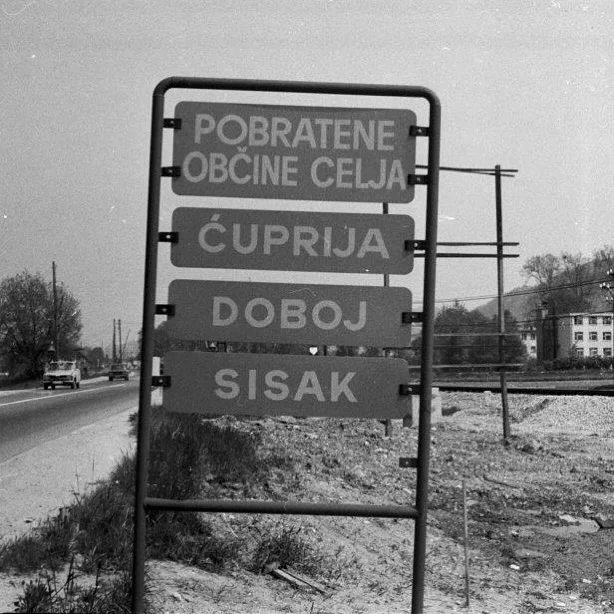 POBRATENE
OBČINE CELJA
ĆUPRIJA
DOBOJ
SISAK